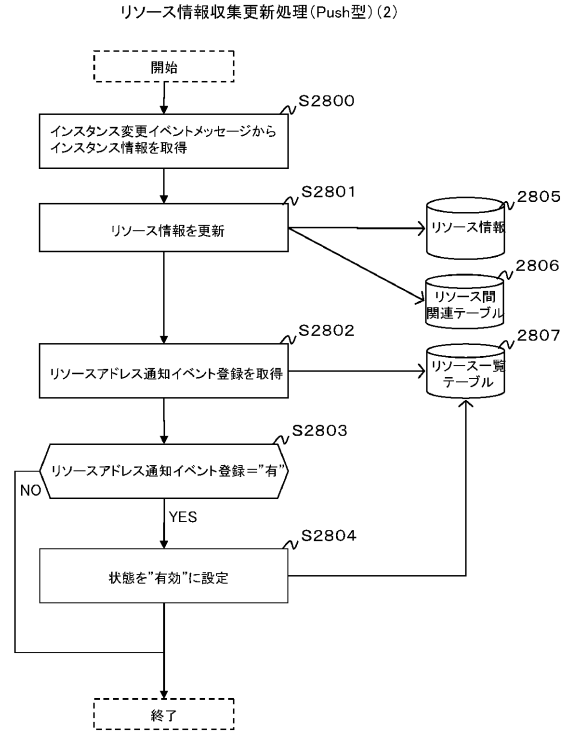 リソース情報収集更新処理(Push型)(2)
開始
S2800
インスタンス変更イベントメッセージから
インスタンス情報を取得
S2801
リソース情報を更新
2805
リソース情報
2806
リソース間
関連テーブル
S2802
リソースアドレス通知イベント登録を取得
2807
リソース一覧
テーブル
S2803
リソースアドレス通知イベント登録=”有”
NO
YES
S2804
状態を”有効”に設定
終了